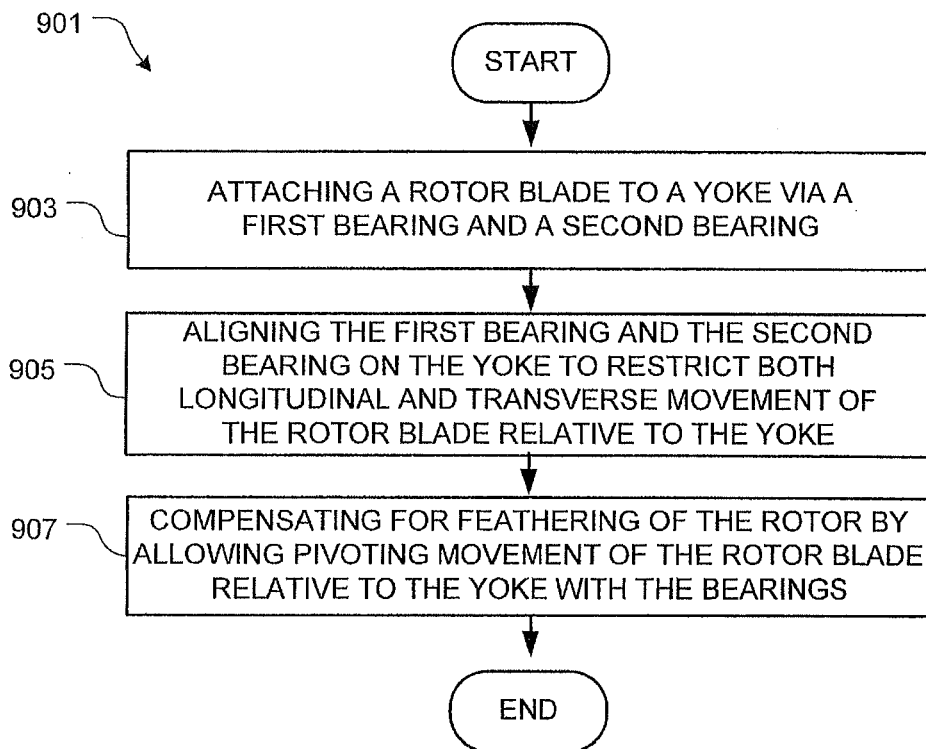 901
START
903
ATTACHING A ROTOR BLADE TO A YOKE VIA A
FIRST BEARING AND A SECOND BEARING
905
ALIGNING THE FIRST BEARING AND THE SECOND
BEARING ON THE YOKE TO RESTRICT BOTH
LONGITUDINAL AND TRANSVERSE MOVEMENT OF
THE ROTOR BLADE RELATIVE TO THE YOKE
907
COMPENSATING FOR FEATHERING OF THE ROTOR BY
ALLOWING PIVOTING MOVEMENT OF THE ROTOR BLADE
RELATIVE TO THE YOKE WITH THE BEARINGS
END